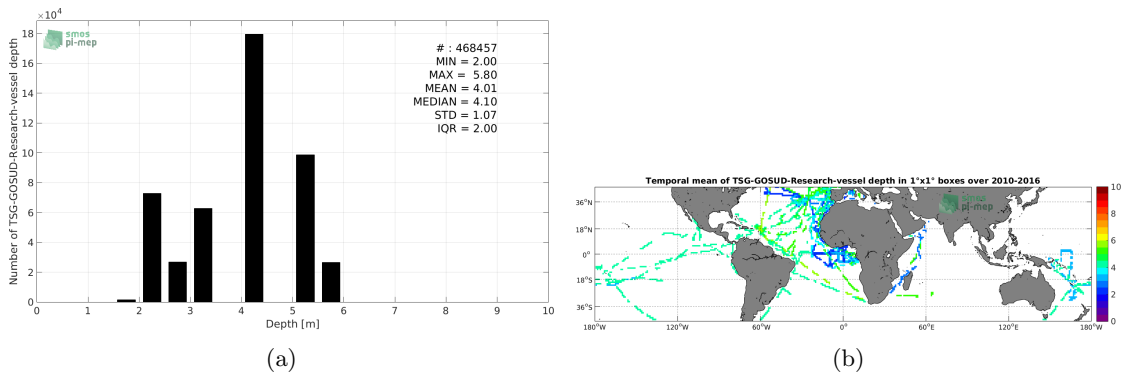 ×10⁴
18
16
14
12
10
8
6
4
2
0
Number of TSG-GOSUD-Research-vessel depth
smos
pi-mep
# : 468457
MIN = 2.00
MAX = 5.80
MEAN = 4.01
MEDIAN = 4.10
STD = 1.07
IQR = 2.00
0 1 2 3 4 5 6 7 8 9 10
Depth [m]
(a)
Temporal mean of TSG-GOSUD-Research-vessel depth in 1°x1° boxes over 2010-2016
smos
pi-mep
36°N
18°N
0°
18°S
36°S
180°W 120°W 60°W 0° 60°E 120°E 180°W
10
8
6
4
2
0
(b)